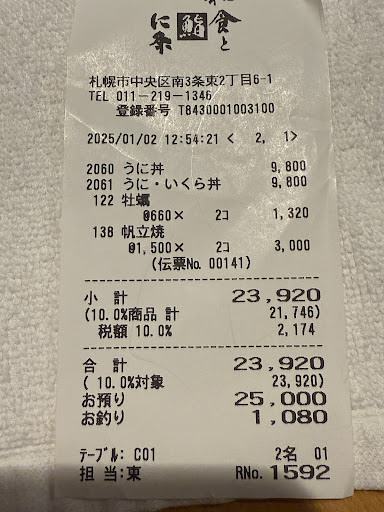 食と
鮨
に条
札幌市中央区南3条東2丁目6-1
TEL 011-219-1346
登録番号 T8430001003100
2025/01/02 12:54:21 < 2, 1>
2060 うに丼 9,800
2061 うに・いくら丼 9,800
122 牡蠣
@660× 2コ 1,320
138 帆立焼
@1,500× 2コ 3,000
(伝票No. 00141)
小 計 23,920
(10.0%商品 計 21,746)
税額 10.0% 2,174
合 計 23,920
( 10.0%対象 23,920)
お預り 25,000
お釣り 1,080
テーブル: C01 2名 01
担 当:東 RNo. 1592